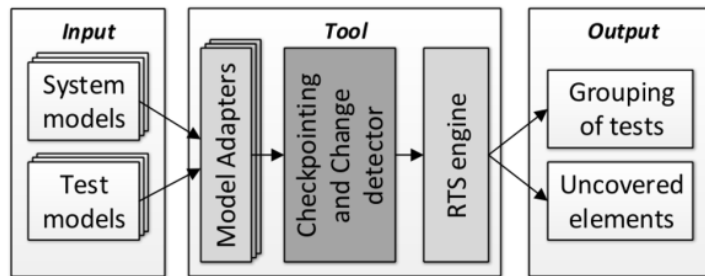 Input
System
models
Test
models
Tool
Model Adapters
Checkpointing
and Change
detector
RTS engine
Output
Grouping
of tests
Uncovered
elements